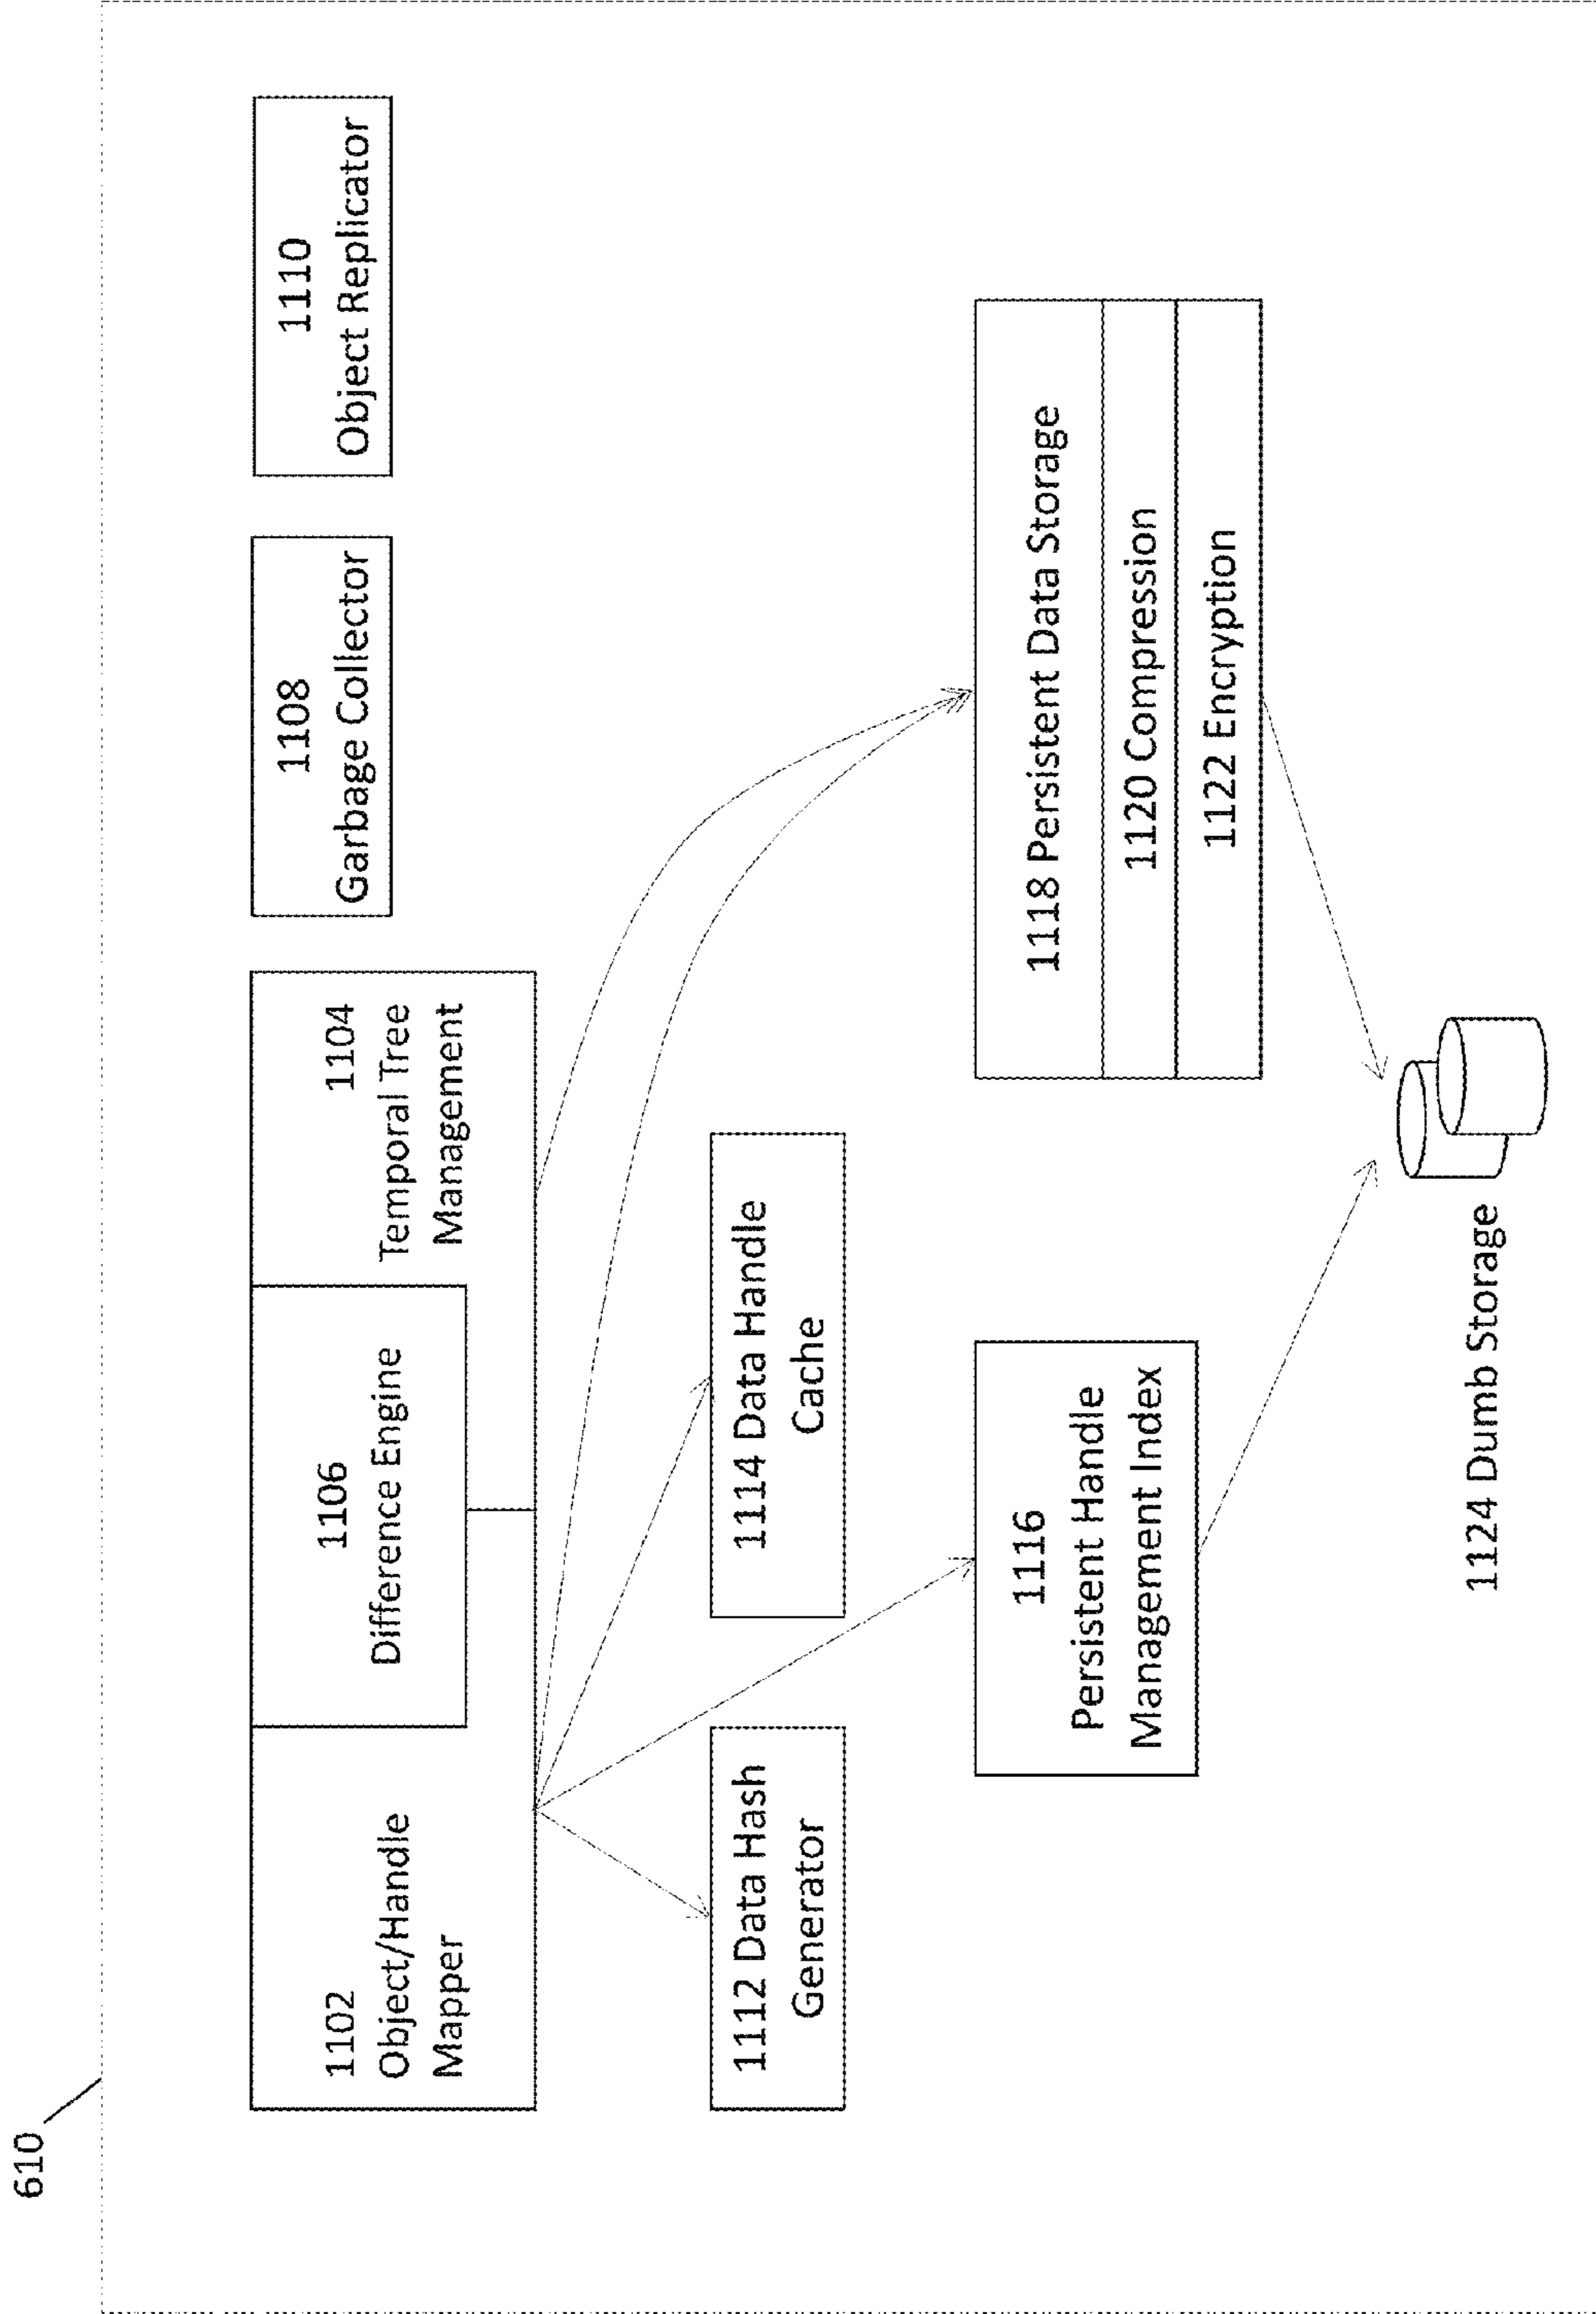 610
1102
Object/Handle
Mapper
1106
Difference Engine
1104
Temporal Tree
Management
1108
Garbage Collector
1110
Object Replicator
1112 Data Hash
Generator
1114 Data Handle
Cache
1116
Persistent Handle
Management Index
1118 Persistent Data Storage
1120 Compression
1122 Encryption
1124 Dumb Storage